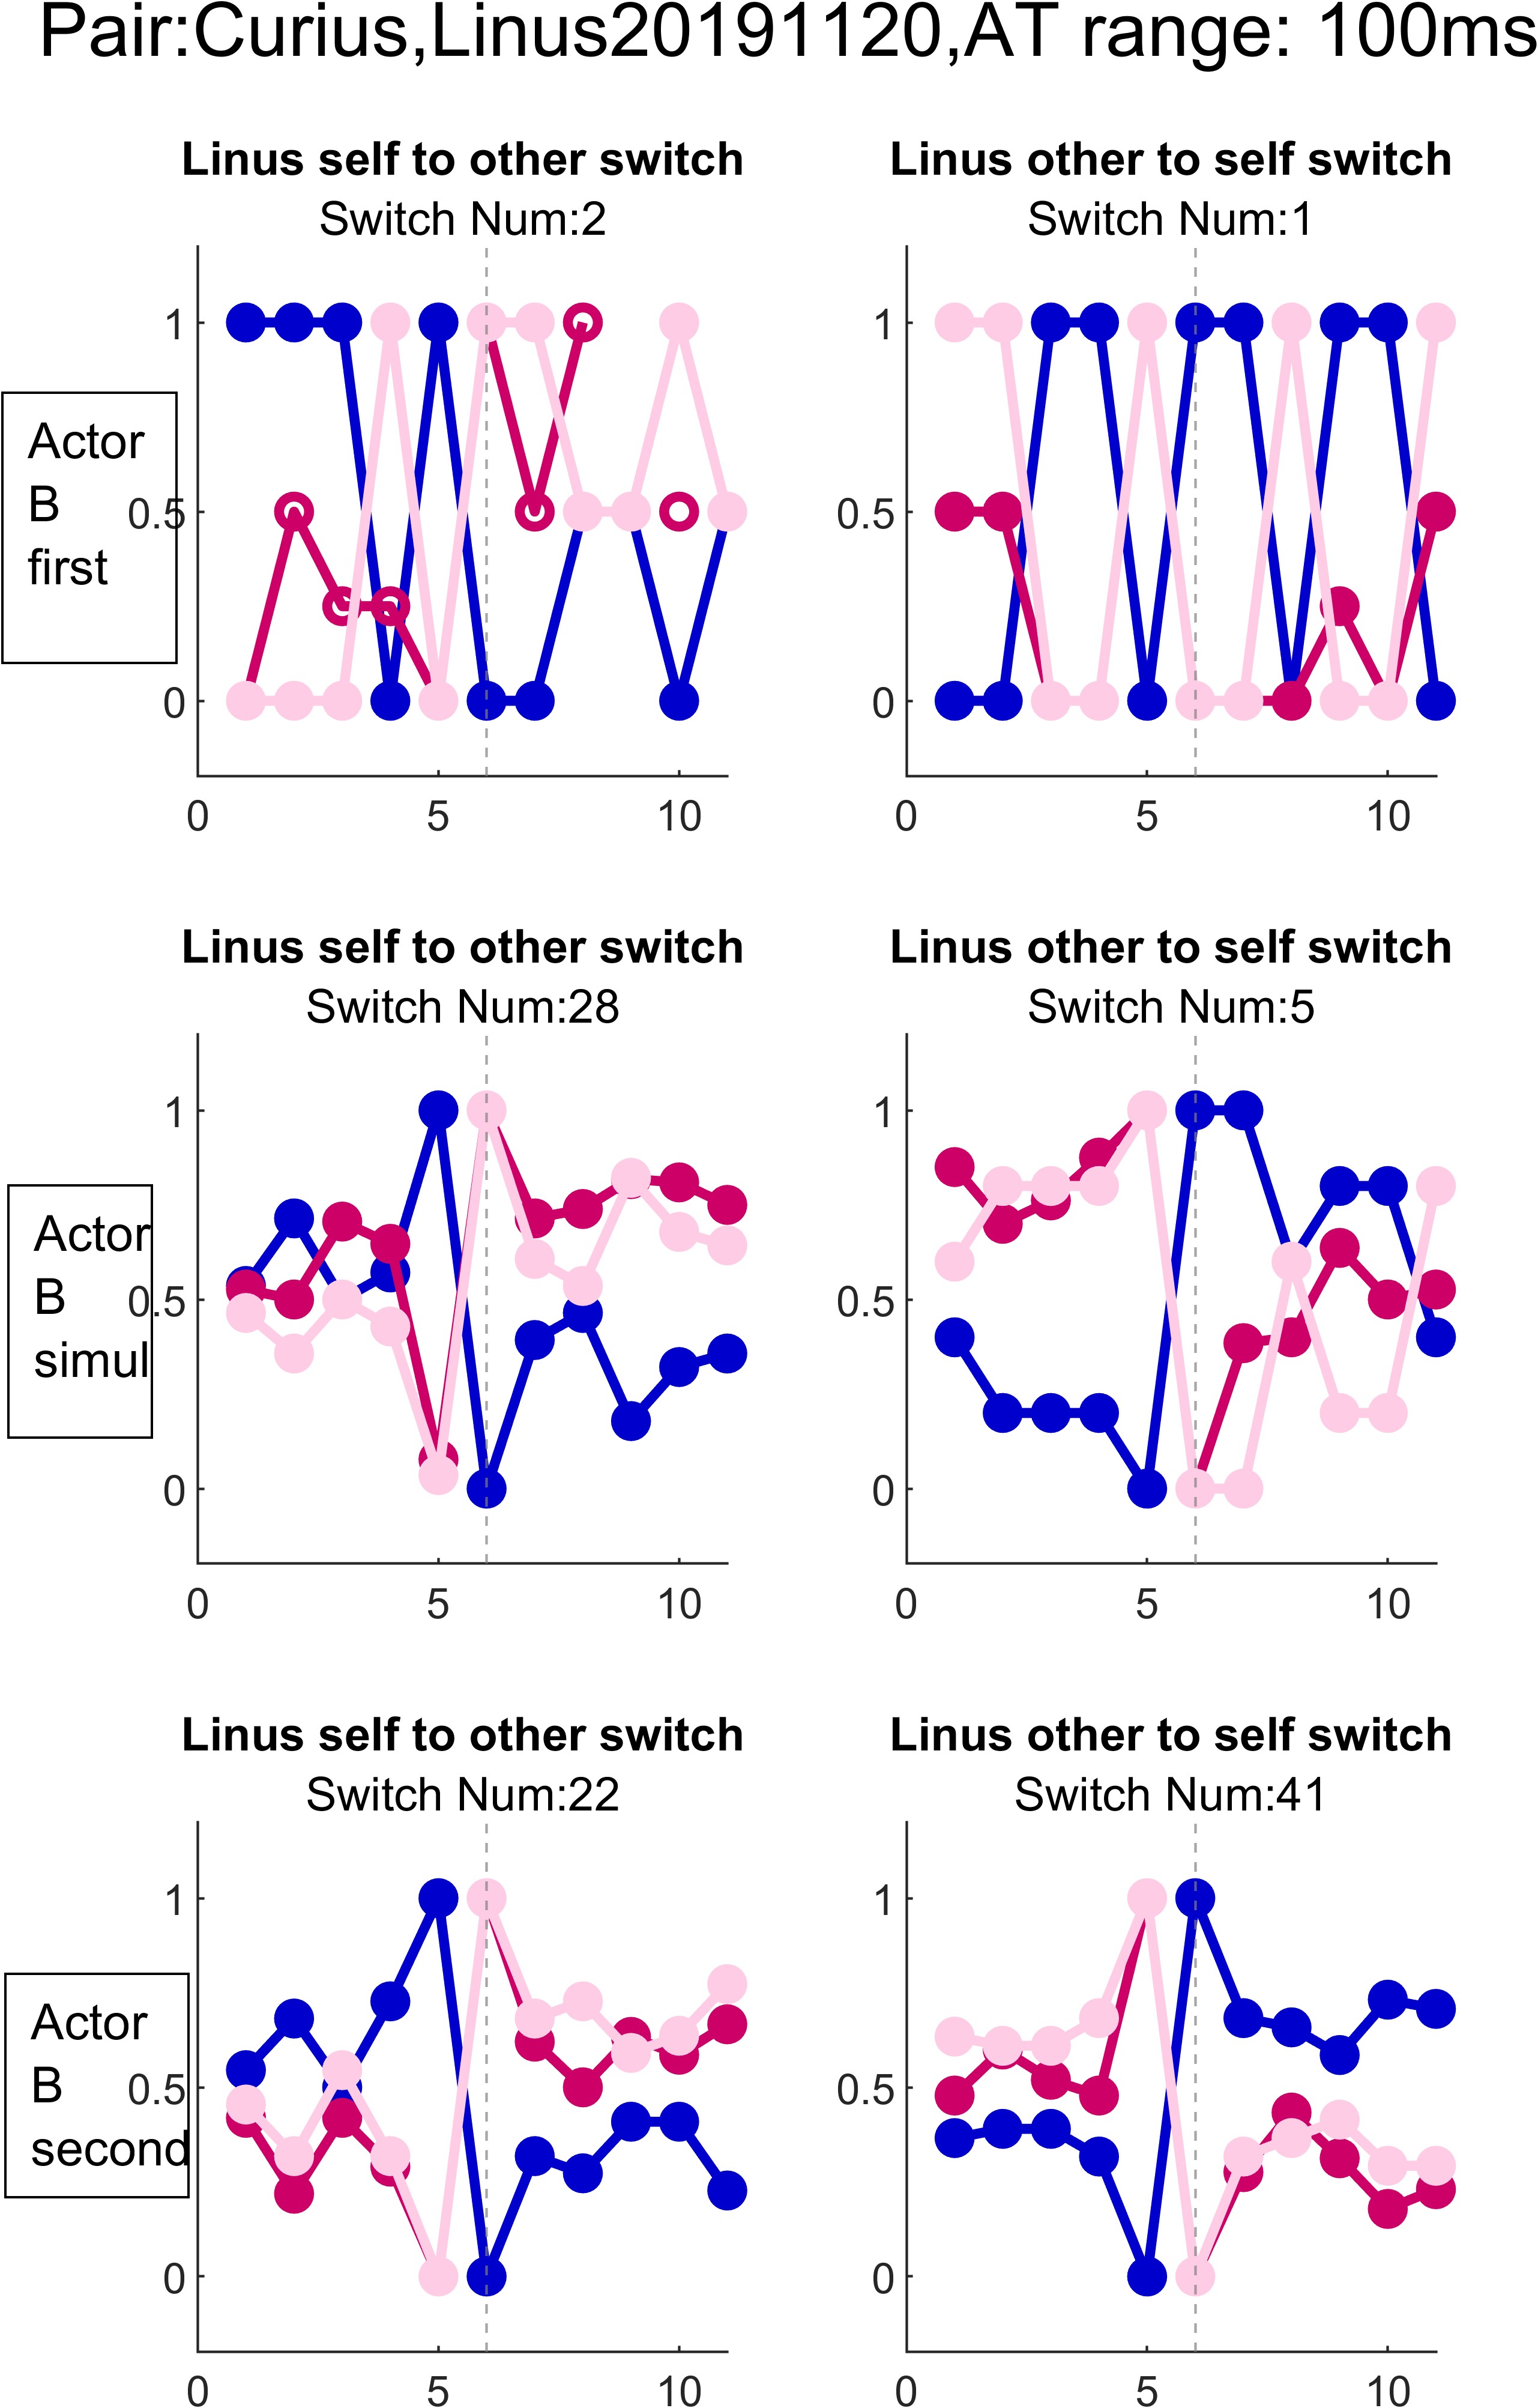 Pair:Curius,Linus20191120,AT range: 100ms
Linus self to other switch
Switch Num:2
Linus other to self switch
Switch Num:1
Actor
B
first
1
0.5
0
0
5
10
1
0.5
0
0
5
10
Linus self to other switch
Switch Num:28
Linus other to self switch
Switch Num:5
Actor
B
simul
1
0.5
0
0
5
10
1
0.5
0
0
5
10
Linus self to other switch
Switch Num:22
Linus other to self switch
Switch Num:41
Actor
B
second
1
0.5
0
0
5
10
1
0.5
0
0
5
10